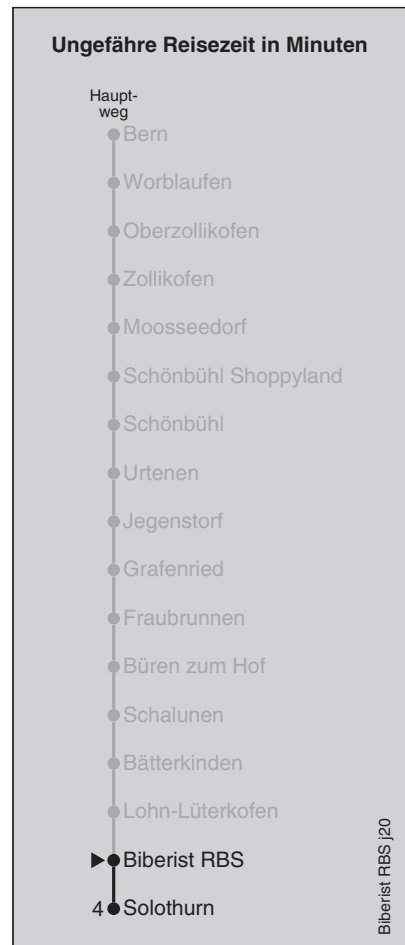 Ungefähre Reisezeit in Minuten
Haupt-
weg
Bern
Worblaufen
Oberzollikofen
Zollikofen
Moosseedorf
Schönbühl Shoppyland
Schönbühl
Urtenen
Jegenstorf
Grafenried
Fraubrunnen
Büren zum Hof
Schalunen
Bätterkinden
Lohn-Lüterkofen
Biberist RBS
4 Solothurn
Biberist RBS j20